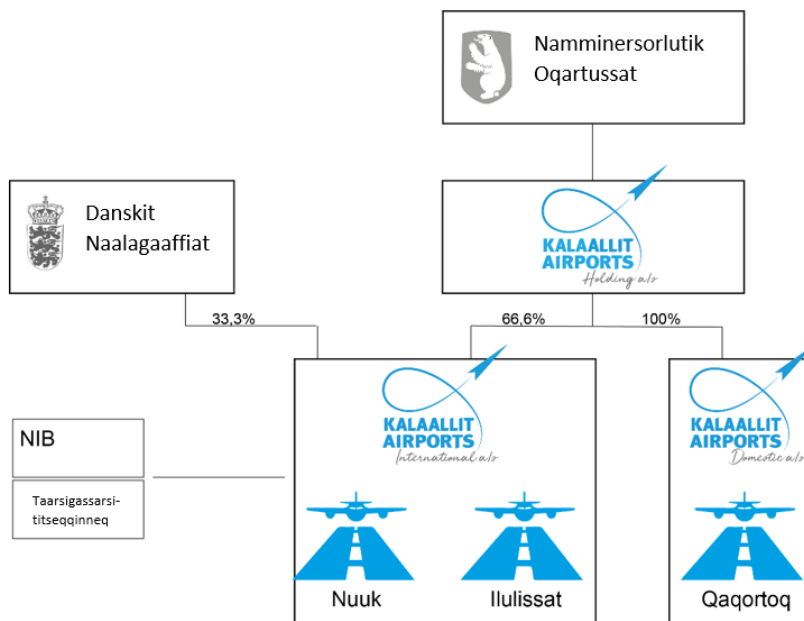 Namminersorlutik
Oqartussat
Danskit
Naalagaaffiat
KALAALLIT
AIRPORTS
Holding a/s
33,3%
66,6%
100%
KALAALLIT
AIRPORTS
International a/s
KALAALLIT
AIRPORTS
Domestic a/s
NIB
Taarsigassarsi-
titseqqinneq
Nuuk
Ilulissat
Qaqortoq